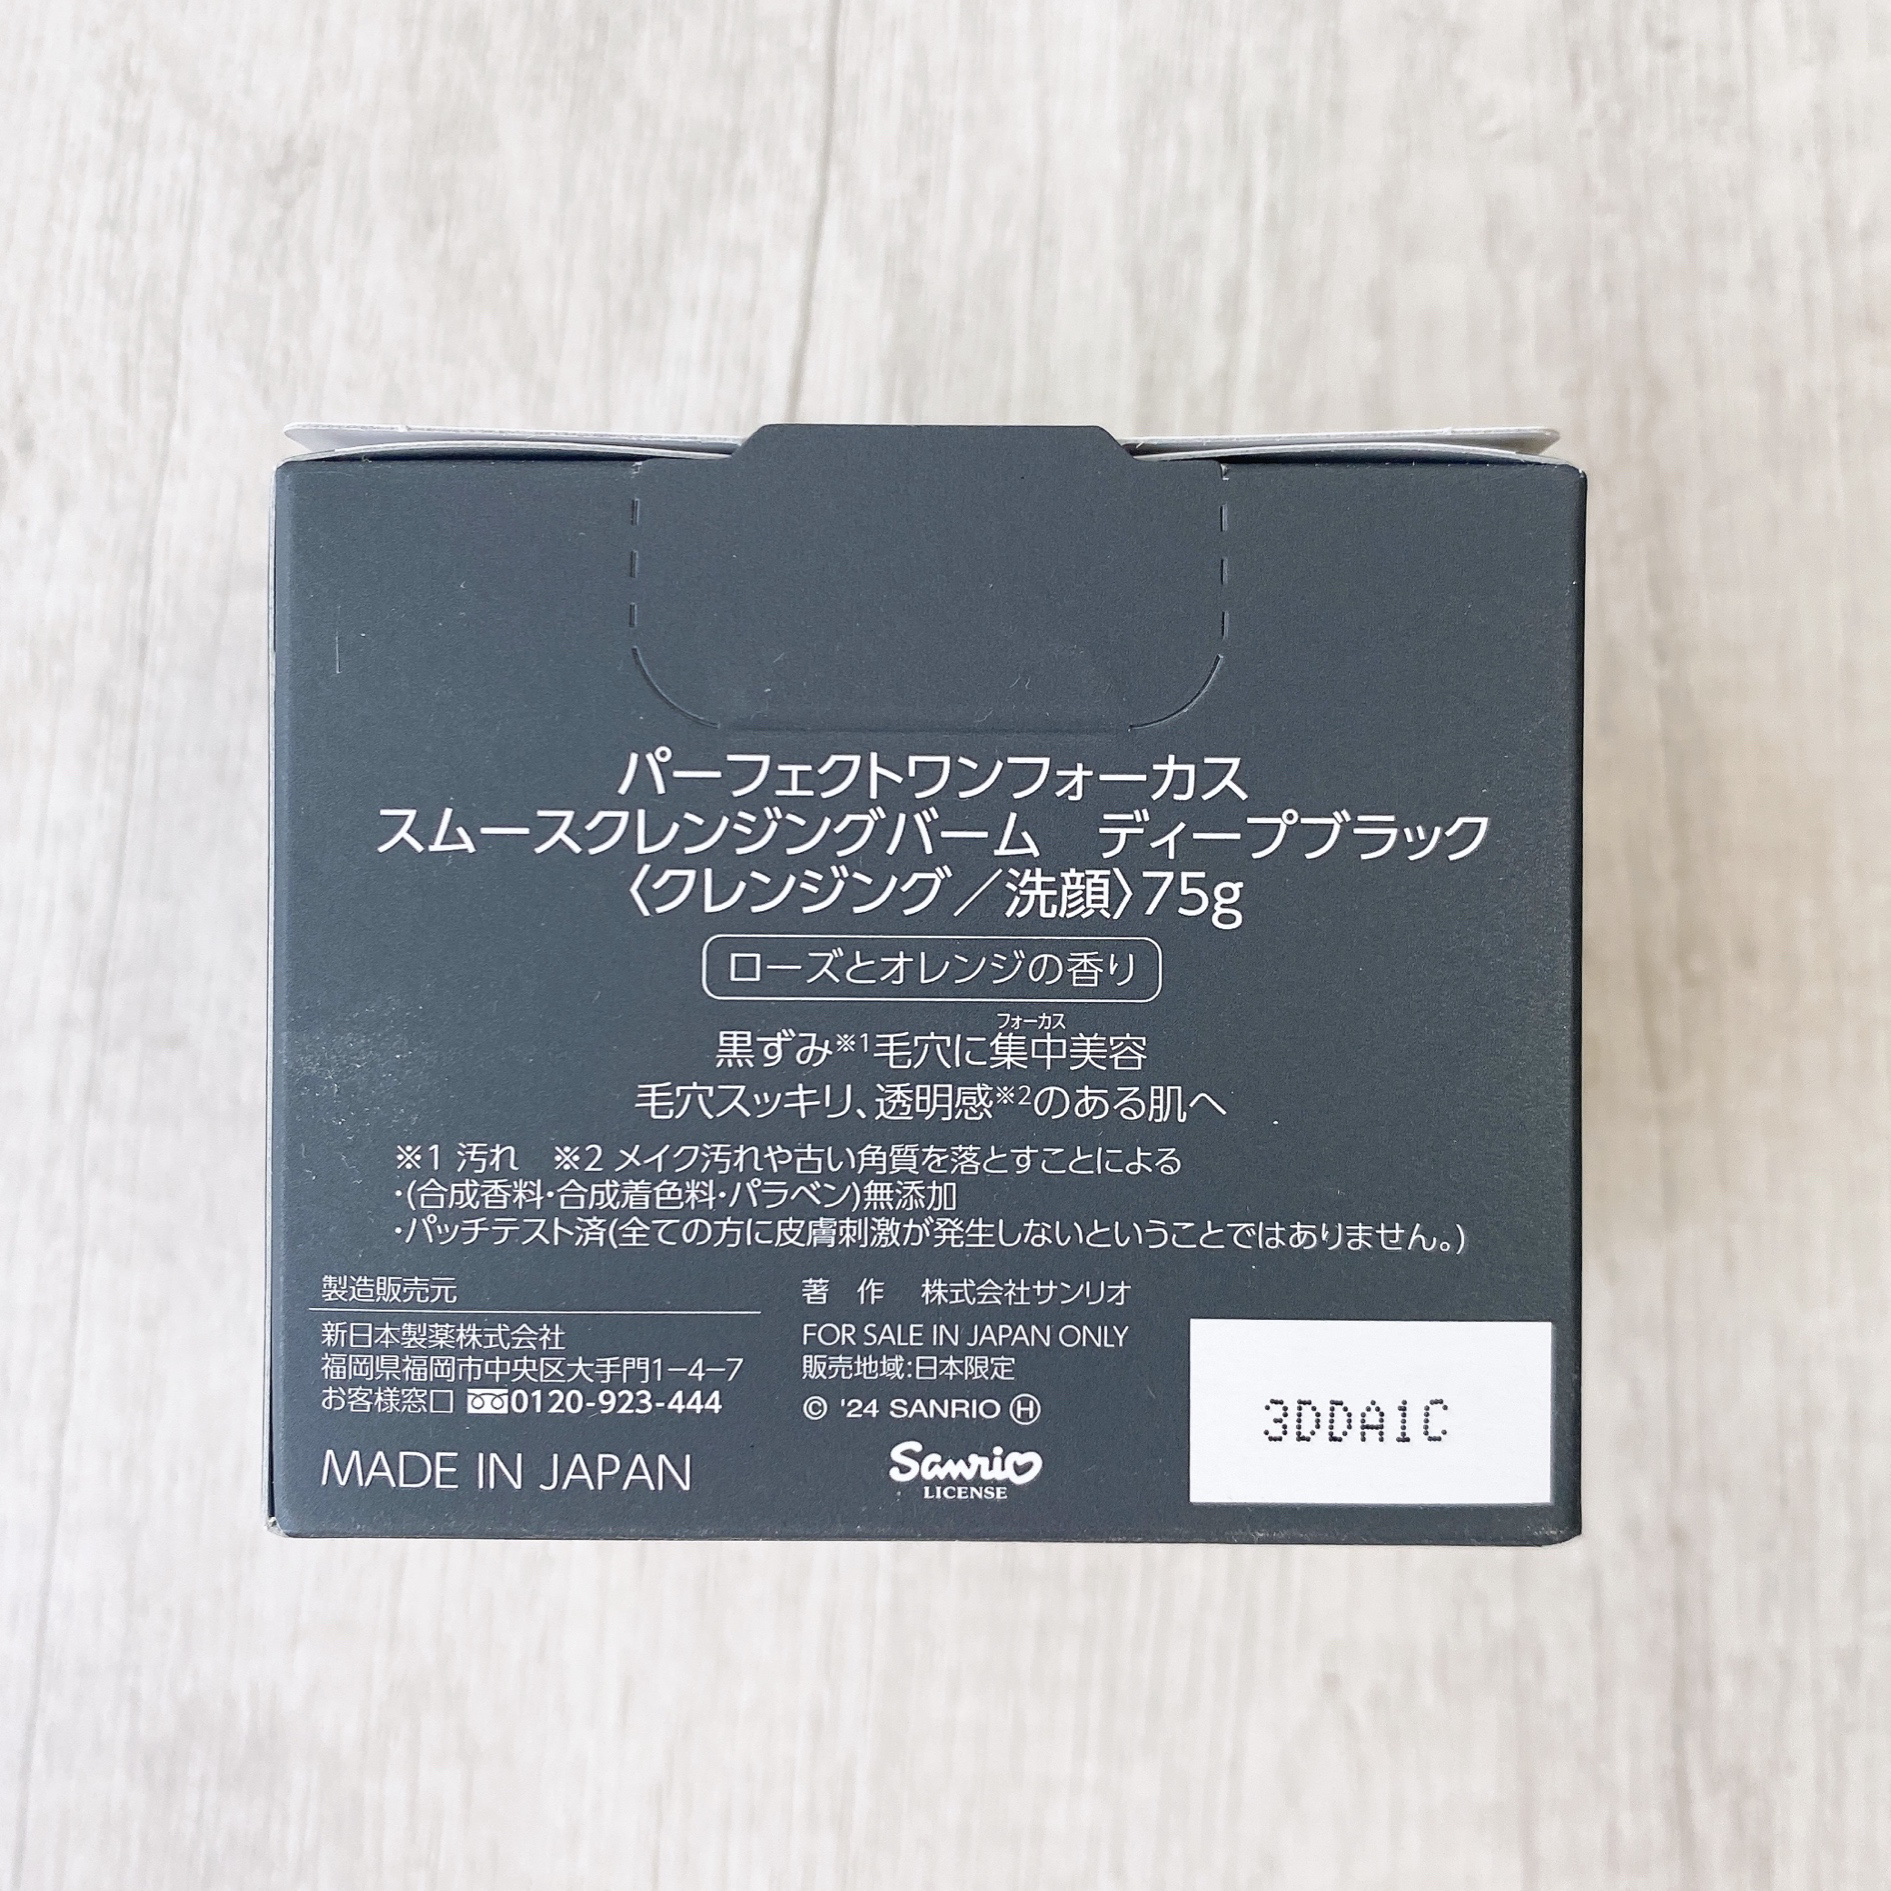 パーフェクトワンフォーカス
スムースクレンジングバーム　ディープブラック
〈クレンジング／洗顔〉75g
ローズとオレンジの香り
フォーカス
黒ずみ※1毛穴に集中美容
毛穴スッキリ、透明感※2のある肌へ
※1 汚れ　※2 メイク汚れや古い角質を落とすことによる
・(合成香料・合成着色料・パラベン)無添加
・パッチテスト済(全ての方に皮膚刺激が発生しないということではありません。)
製造販売元
新日本製薬株式会社
福岡県福岡市中央区大手門1−4−7
お客様窓口 0120-923-444
MADE IN JAPAN
著　作　株式会社サンリオ
FOR SALE IN JAPAN ONLY
販売地域:日本限定
© '24 SANRIO Ⓗ
Sanrio
LICENSE
3DDA1C